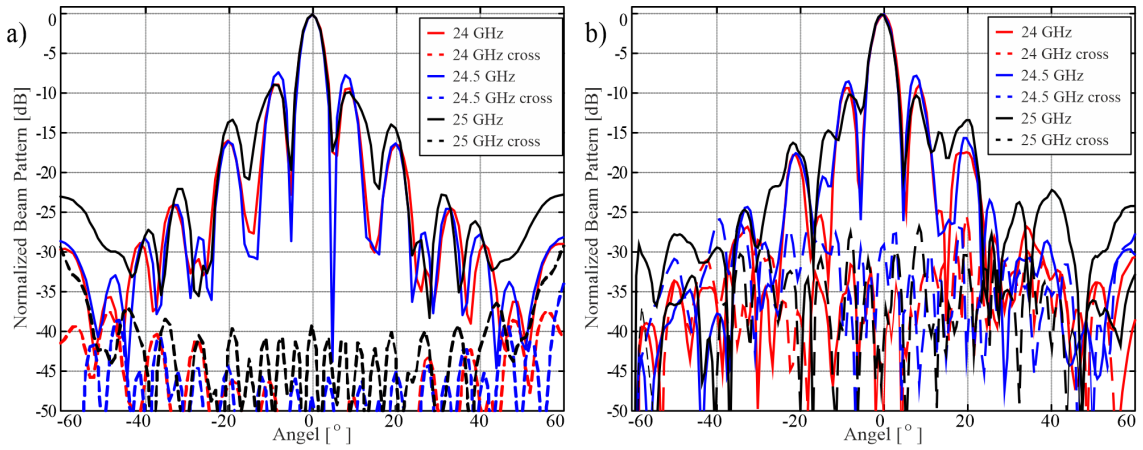 a)
Normalized Beam Pattern [dB]
0
-5
-10
-15
-20
-25
-30
-35
-40
-45
-50
-60
-40
-20
0
20
40
60
Angel [ ° ]
24 GHz
24 GHz cross
24.5 GHz
24.5 GHz cross
25 GHz
25 GHz cross
b)
Normalized Beam Pattern [dB]
0
-5
-10
-15
-20
-25
-30
-35
-40
-45
-50
-60
-40
-20
0
20
40
60
Angel [ ° ]
24 GHz
24 GHz cross
24.5 GHz
24.5 GHz cross
25 GHz
25 GHz cross